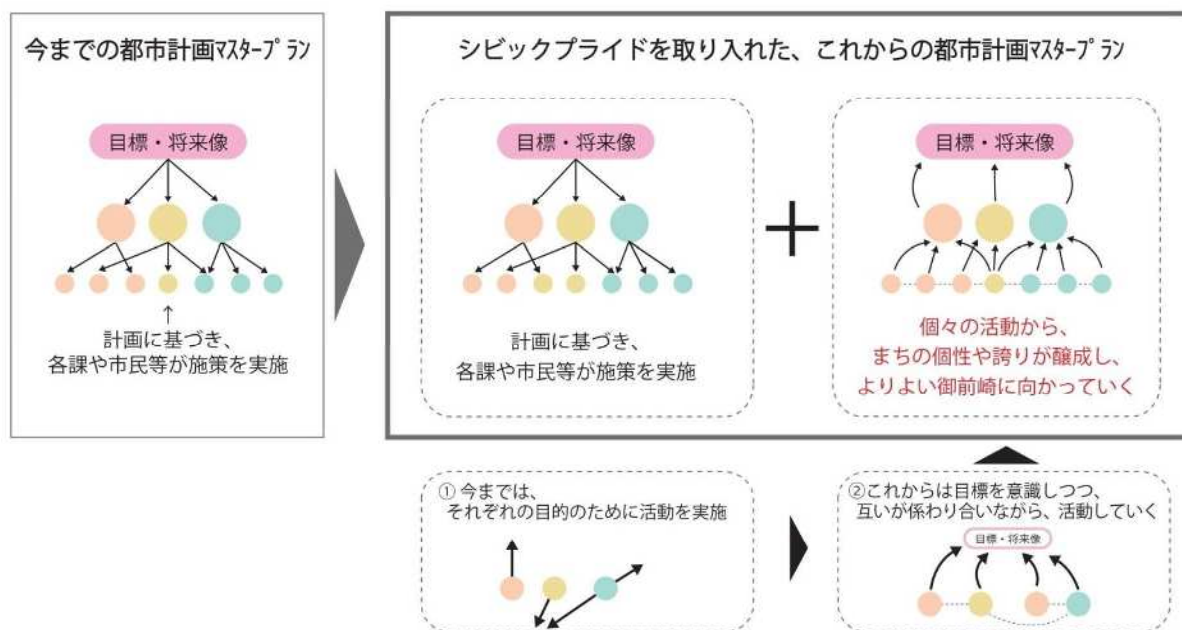 今までの都市計画ﾏｽﾀｰﾌﾟﾗﾝ
目標・将来像
↑
計画に基づき、
各課や市民等が施策を実施
シビックプライドを取り入れた、これからの都市計画ﾏｽﾀｰﾌﾟﾗﾝ
目標・将来像
計画に基づき、
各課や市民等が施策を実施
+
目標・将来像
個々の活動から、
まちの個性や誇りが醸成し、
よりよい御前崎に向かっていく
① 今までは、
それぞれの目的のために活動を実施
②これからは目標を意識しつつ、
互いが係わり合いながら、活動していく
目標・将来像